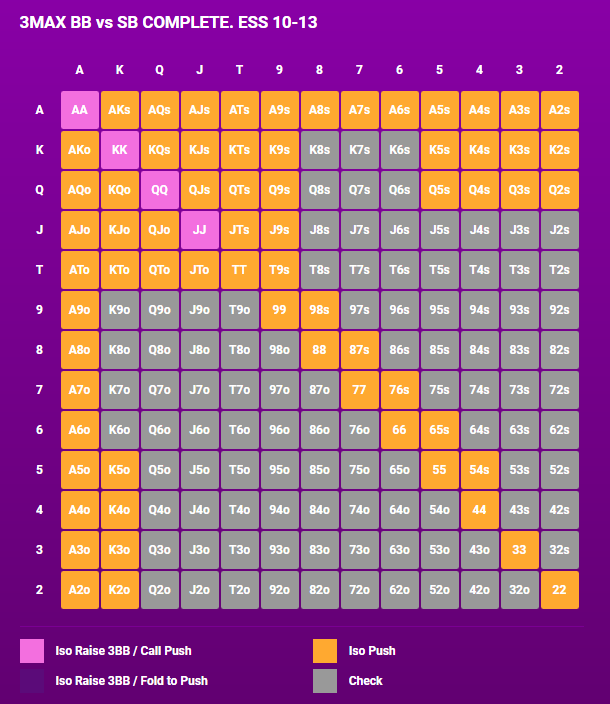 3MAX BB vs SB COMPLETE. ESS 10-13
A K Q J T 9 8 7 6 5 4 3 2
A AA AKs AQs AJs ATs A9s A8s A7s A6s A5s A4s A3s A2s
K AKo KK KQs KJs KTs K9s K8s K7s K6s K5s K4s K3s K2s
Q AQo KQo QQ QJs QTs Q9s Q8s Q7s Q6s Q5s Q4s Q3s Q2s
J AJo KJo QJo JJ JTs J9s J8s J7s J6s J5s J4s J3s J2s
T ATo KTo QTo JTo TT T9s T8s T7s T6s T5s T4s T3s T2s
9 A9o K9o Q9o J9o T9o 99 98s 97s 96s 95s 94s 93s 92s
8 A8o K8o Q8o J8o T8o 98o 88 87s 86s 85s 84s 83s 82s
7 A7o K7o Q7o J7o T7o 97o 87o 77 76s 75s 74s 73s 72s
6 A6o K6o Q6o J6o T6o 96o 86o 76o 66 65s 64s 63s 62s
5 A5o K5o Q5o J5o T5o 95o 85o 75o 65o 55 54s 53s 52s
4 A4o K4o Q4o J4o T4o 94o 84o 74o 64o 54o 44 43s 42s
3 A3o K3o Q3o J3o T3o 93o 83o 73o 63o 53o 43o 33 32s
2 A2o K2o Q2o J2o T2o 92o 82o 72o 62o 52o 42o 32o 22
Iso Raise 3BB / Call Push Iso Push
Iso Raise 3BB / Fold to Push Check